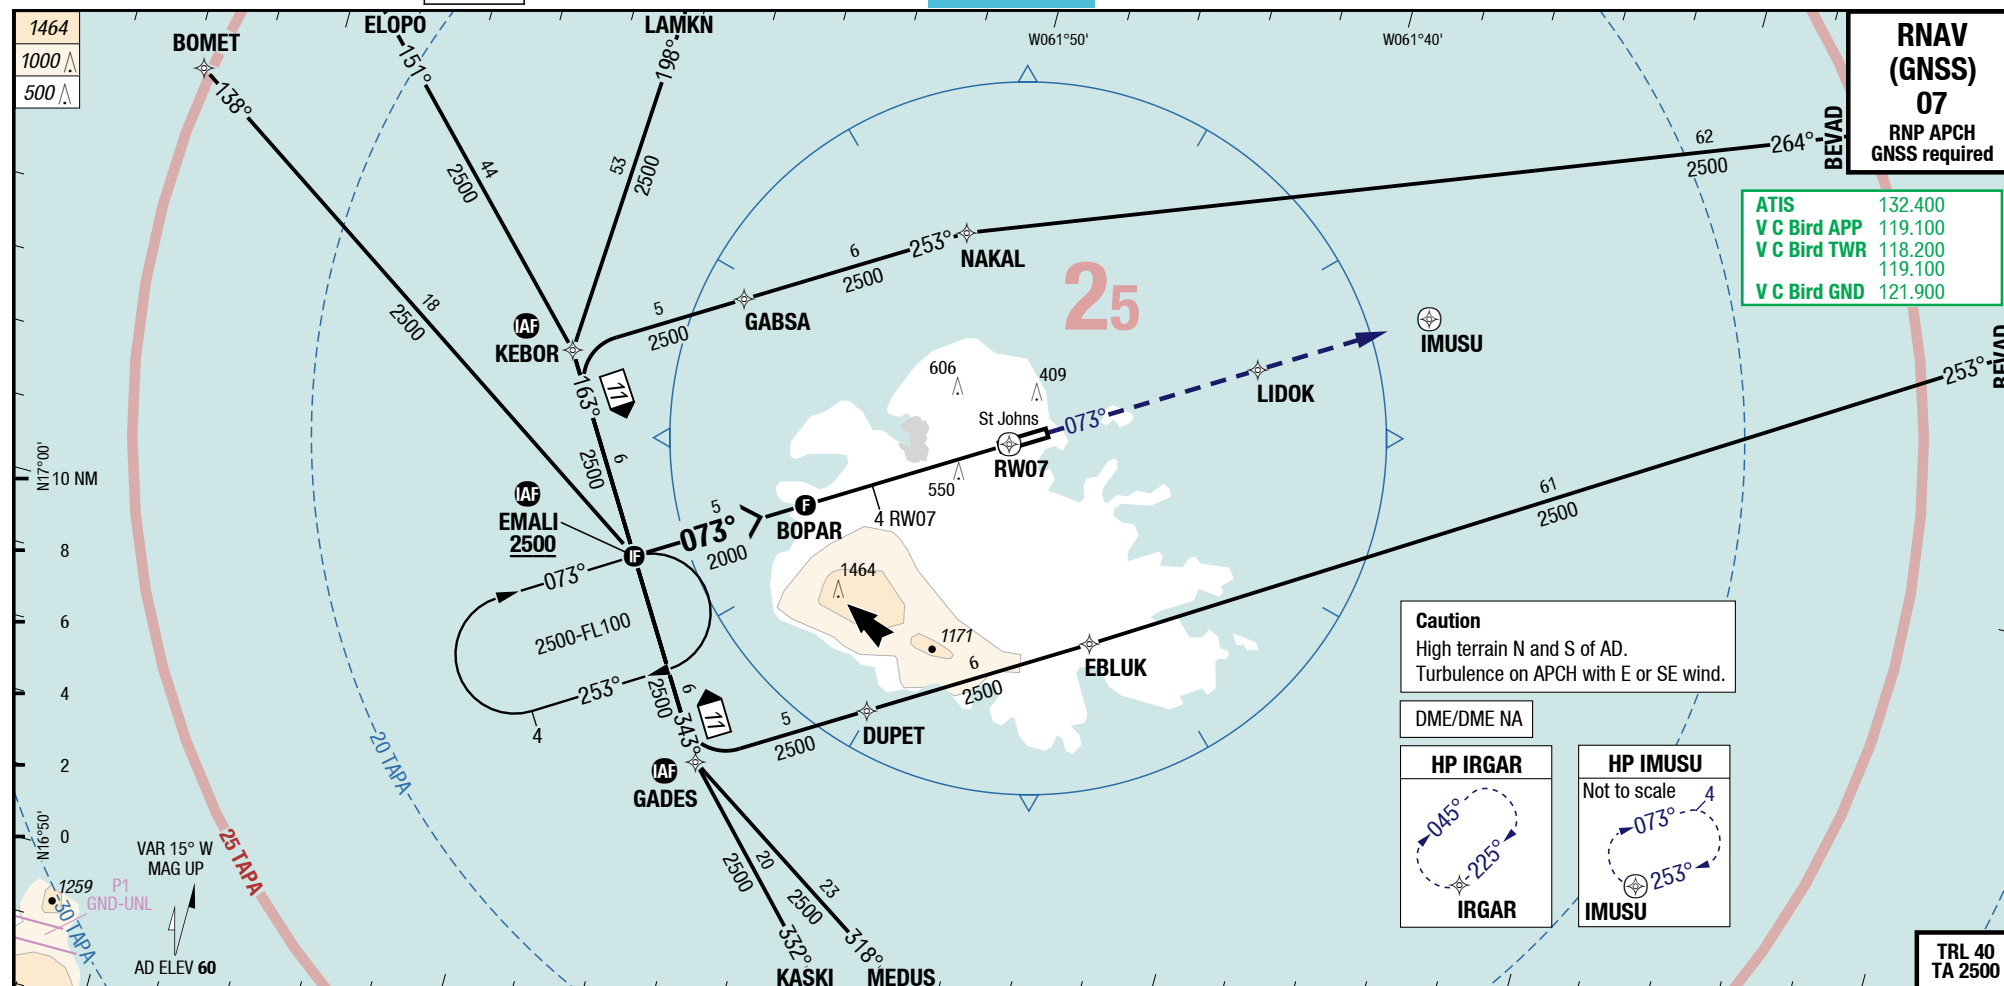 1464
1000
500
BOMET
138°
18
2500
ELOPO
151°
44
2500
LAMKN
198°
53
2500
W061°50'
W061°40'
RNAV
(GNSS)
07
RNP APCH
GNSS required
BEVAD
264°
62
2500
ATIS 132.400
V C Bird APP 119.100
V C Bird TWR 118.200
119.100
V C Bird GND 121.900
NAKAL
253°
6
2500
25
GABSA
5
2500
IAF
KEBOR
163°
11
6
2500
IMUSU
LIDOK
073°
BEVAD
253°
61
2500
606
409
St Johns
RW07
550
4 RW07
F
BOPAR
5
073°
2000
IAF
EMALI
2500
IF
073°
2500-FL100
253°
4
1464
1171
EBLUK
6
2500
DUPET
5
2500
6
2500
343°
11
IAF
GADES
20
2500
332°
KASKI
23
2500
318°
MEDUS
N17°00'
10 NM
8
6
4
2
0
N16°50'
20 TAPA
25 TAPA
30 TAPA
VAR 15° W
MAG UP
P1
GND-UNL
1259
AD ELEV 60
Caution
High terrain N and S of AD.
Turbulence on APCH with E or SE wind.
DME/DME NA
HP IRGAR
045°
225°
IRGAR
HP IMUSU
Not to scale
4
073°
253°
IMUSU
TRL 40
TA 2500